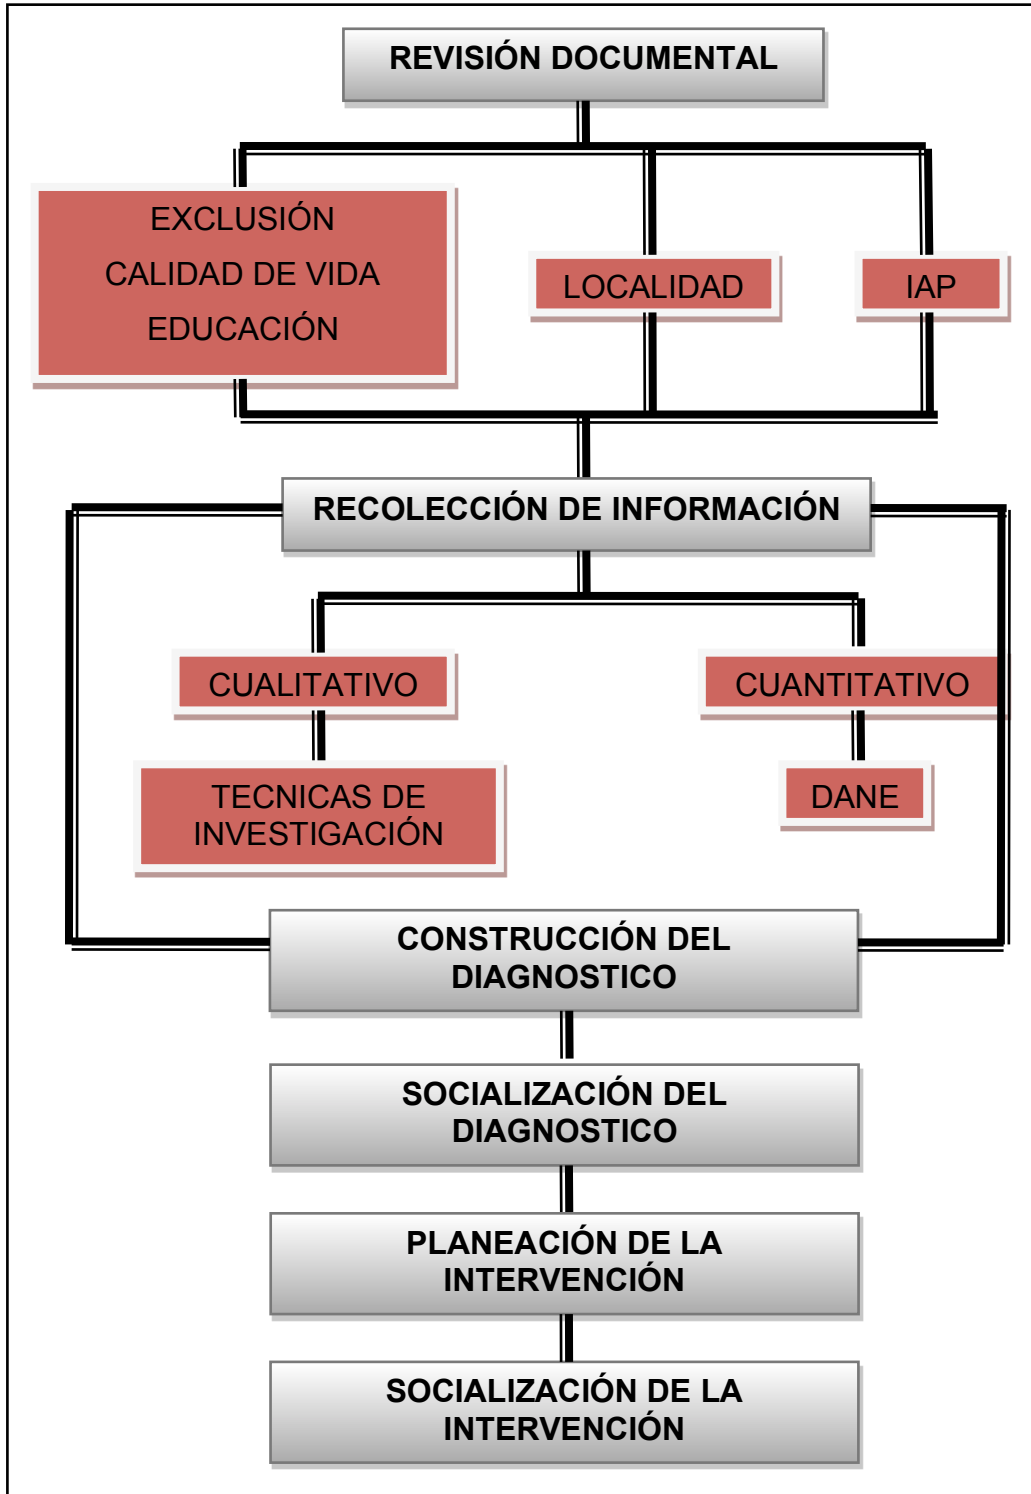 REVISIÓN DOCUMENTAL
EXCLUSIÓN
CALIDAD DE VIDA
EDUCACIÓN
LOCALIDAD
IAP
RECOLECCIÓN DE INFORMACIÓN
CUALITATIVO
CUANTITATIVO
TECNICAS DE
INVESTIGACIÓN
DANE
CONSTRUCCIÓN DEL
DIAGNOSTICO
SOCIALIZACIÓN DEL
DIAGNOSTICO
PLANEACIÓN DE LA
INTERVENCIÓN
SOCIALIZACIÓN DE LA
INTERVENCIÓN